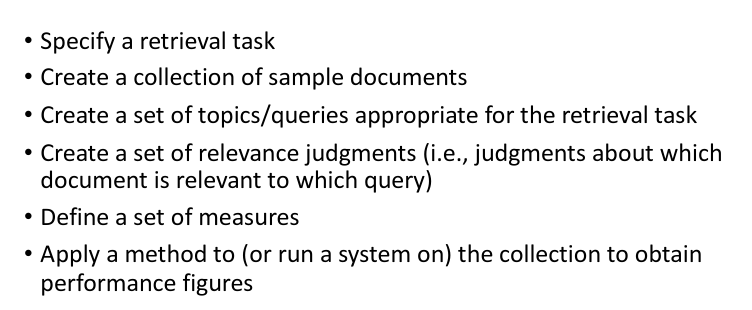 • Specify a retrieval task
• Create a collection of sample documents
• Create a set of topics/queries appropriate for the retrieval task
• Create a set of relevance judgments (i.e., judgments about which
document is relevant to which query)
• Define a set of measures
• Apply a method to (or run a system on) the collection to obtain
performance figures